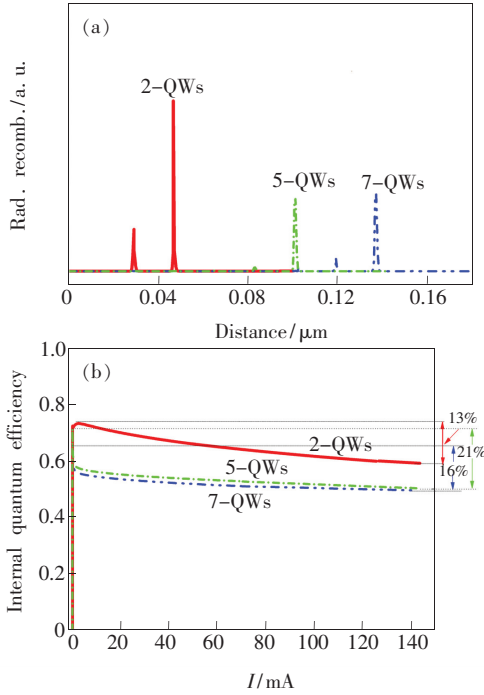 (a)
Rad. recomb./a. u.
2-QWs
5-QWs
7-QWs
0
0.04
0.08
0.12
0.16
Distance/μm
(b)
Internal quantum efficiency
1.0
0.8
0.6
0.4
0.2
0
13%
21%
16%
2-QWs
5-QWs
7-QWs
0
20
40
60
80
100
120
140
I/mA